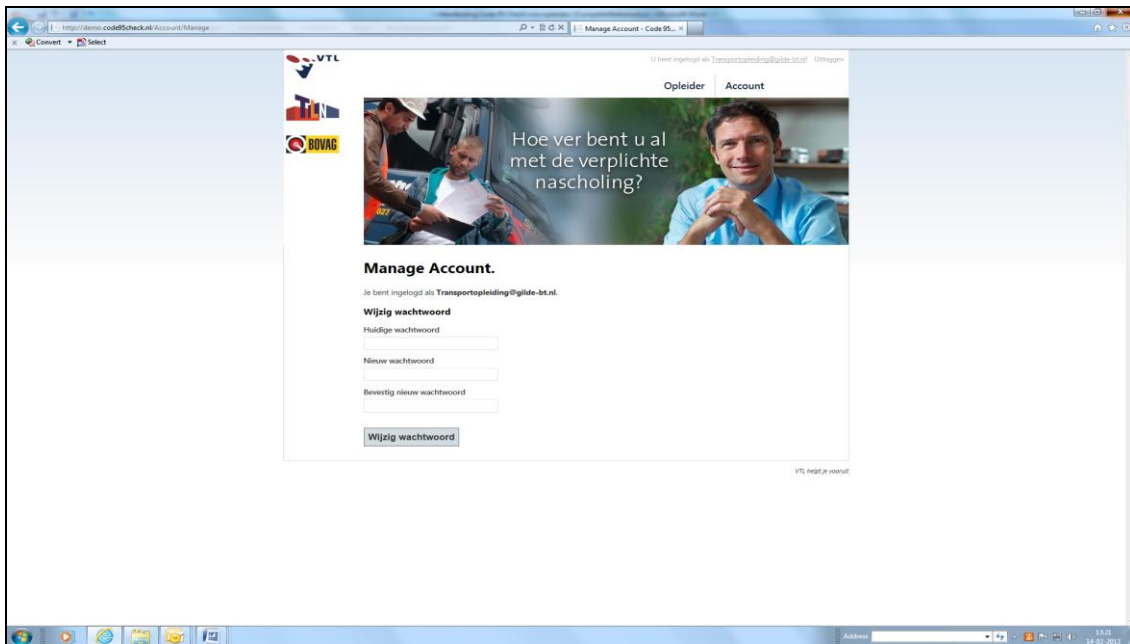 http://demo.code95check.nl/Account/Manage
Manage Account - Code 95...
Convert
Select
VTL
U bent ingelogd als Transportopleiding@gilde-bt.nl Uitloggen
Opleider
Account
TLN
BOVAG
Hoe ver bent u al
met de verplichte
nascholing?
027
Manage Account.
Je bent ingelogd als Transportopleiding@gilde-bt.nl.
Wijzig wachtwoord
Huidige wachtwoord
Nieuw wachtwoord
Bevestig nieuw wachtwoord
Wijzig wachtwoord
VTL helpt je vooruit
Address
13:21
14-02-2013